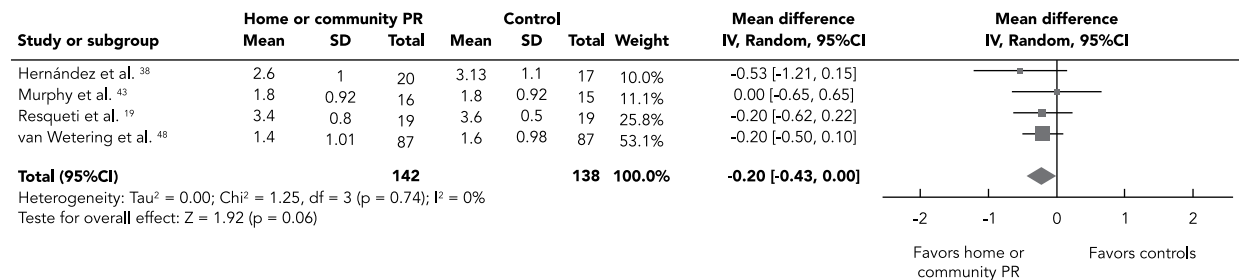 Home or community PR Control Mean difference Mean difference
Study or subgroup Mean SD Total Mean SD Total Weight IV, Random, 95%CI IV, Random, 95%CI
Hernández et al. 38 2.6 1 20 3.13 1.1 17 10.0% -0.53 [-1.21, 0.15]
Murphy et al. 43 1.8 0.92 16 1.8 0.92 15 11.1% 0.00 [-0.65, 0.65]
Resqueti et al. 19 3.4 0.8 19 3.6 0.5 19 25.8% -0.20 [-0.62, 0.22]
van Wetering et al. 48 1.4 1.01 87 1.6 0.98 87 53.1% -0.20 [-0.50, 0.10]
Total (95%CI) 142 138 100.0% -0.20 [-0.43, 0.00]
Heterogeneity: Tau² = 0.00; Chi² = 1.25, df = 3 (p = 0.74); I² = 0%
Teste for overall effect: Z = 1.92 (p = 0.06)
-2 -1 0 1 2
Favors home or Favors controls
community PR